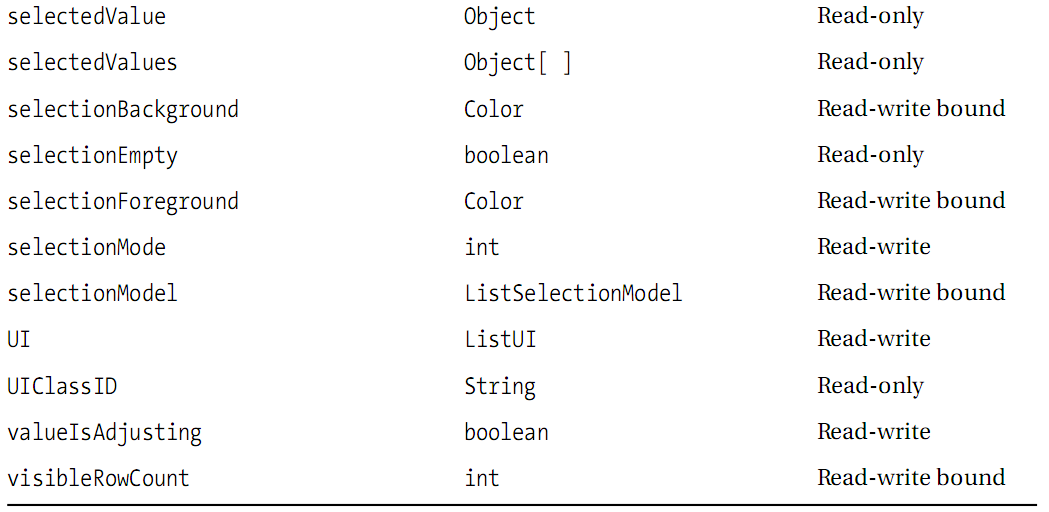 selectedValue Object Read-only
selectedValues Object[ ] Read-only
selectionBackground Color Read-write bound
selectionEmpty boolean Read-only
selectionForeground Color Read-write bound
selectionMode int Read-write
selectionModel ListSelectionModel Read-write bound
UI ListUI Read-write
UIClassID String Read-only
valueIsAdjusting boolean Read-write
visibleRowCount int Read-write bound